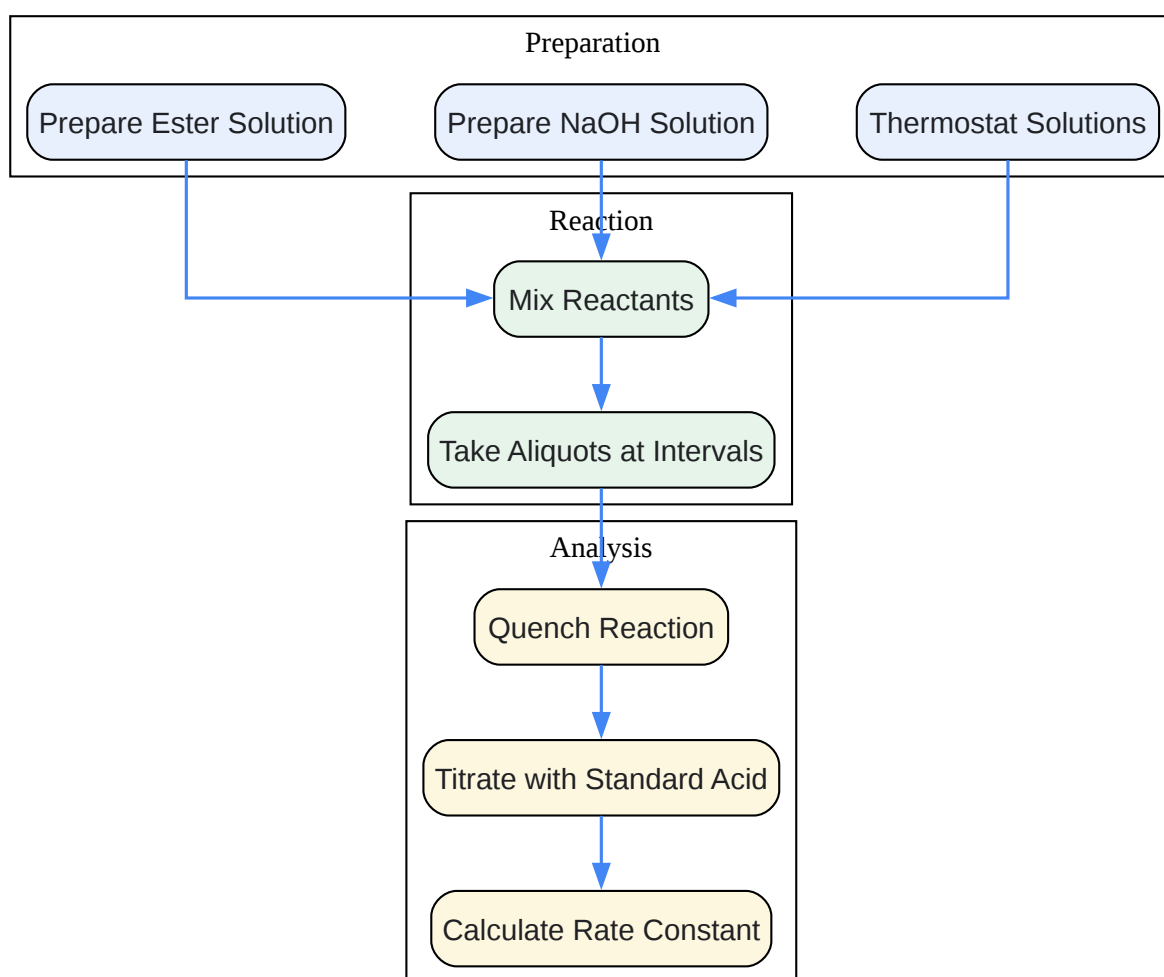 Preparation
Prepare Ester Solution
Prepare NaOH Solution
Thermostat Solutions
Reaction
Mix Reactants
Take Aliquots at Intervals
Analysis
Quench Reaction
Titrate with Standard Acid
Calculate Rate Constant